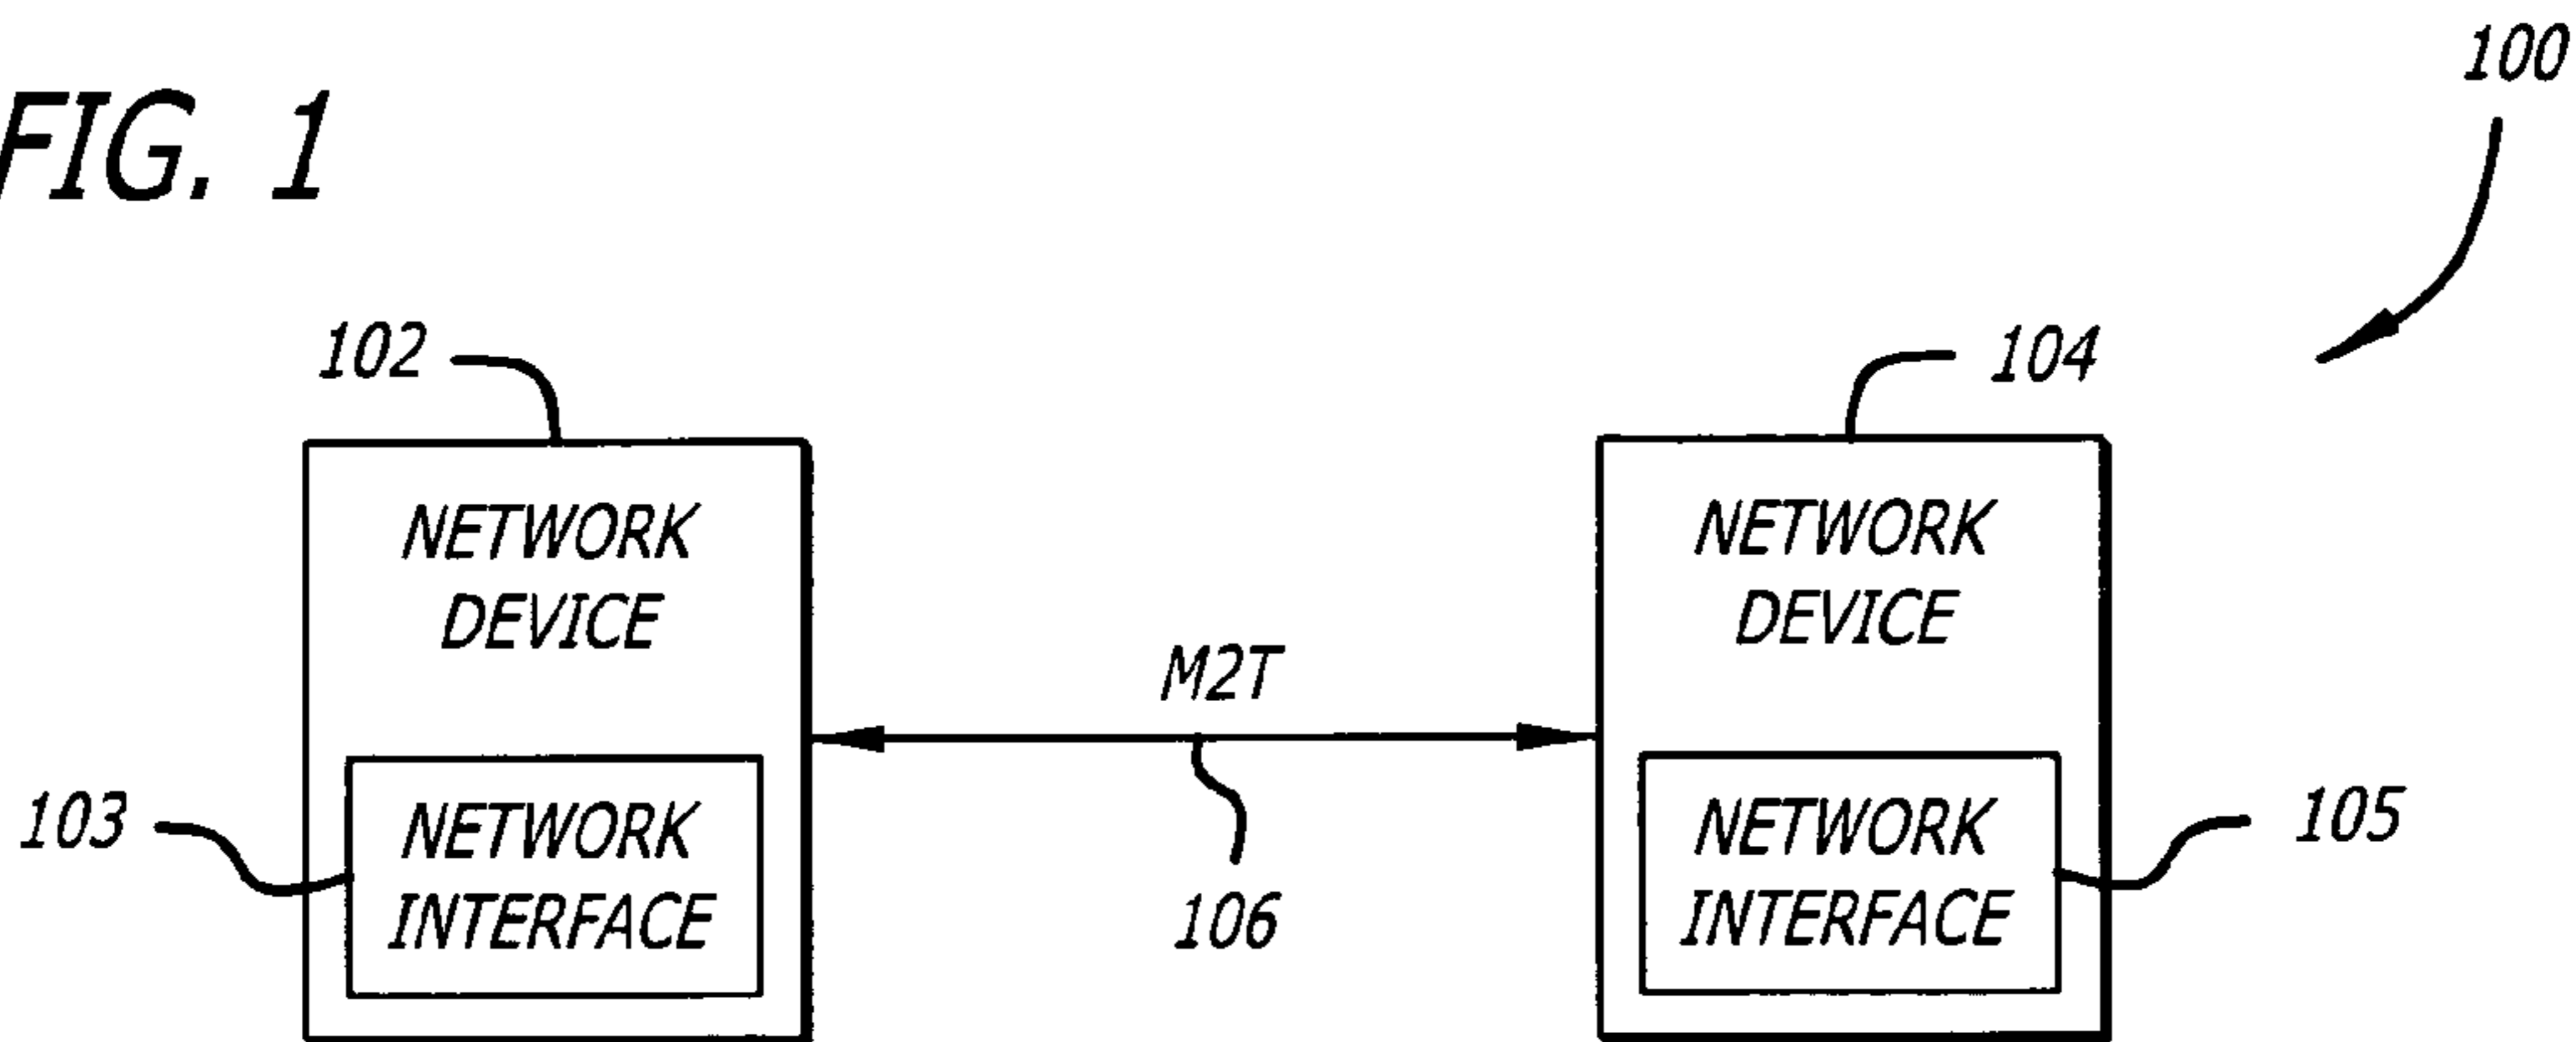 FIG. 1
100
102
104
NETWORK
DEVICE
NETWORK
DEVICE
M2T
103
NETWORK
INTERFACE
106
NETWORK
INTERFACE
105